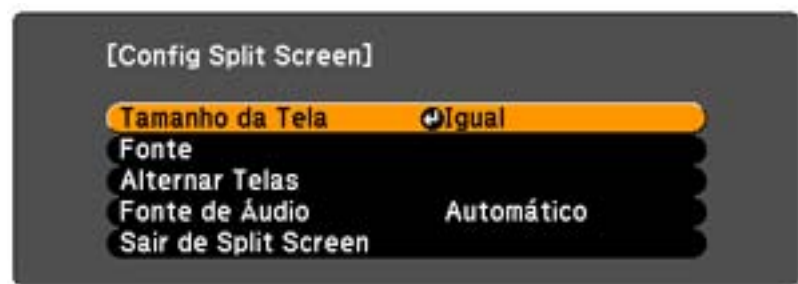 [Config Split Screen]
Tamanho da Tela Igual
Fonte
Alternar Telas
Fonte de Áudio Automático
Sair de Split Screen